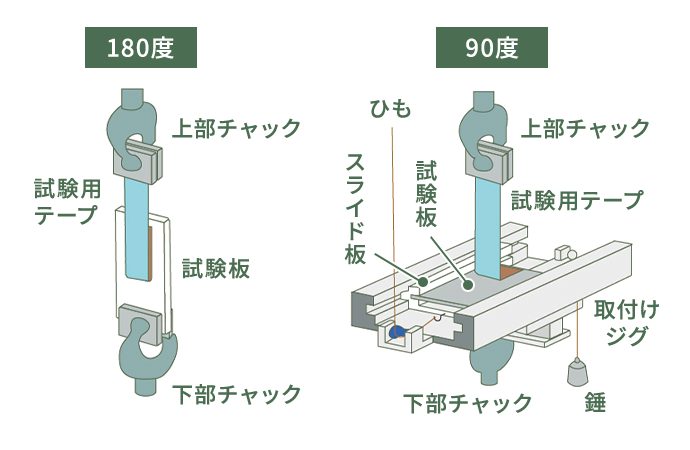 180度
上部チャック
試験用
テープ
試験板
下部チャック
90度
ひも
上部チャック
スライド板
試験板
試験用テープ
取付け
ジグ
下部チャック
錘